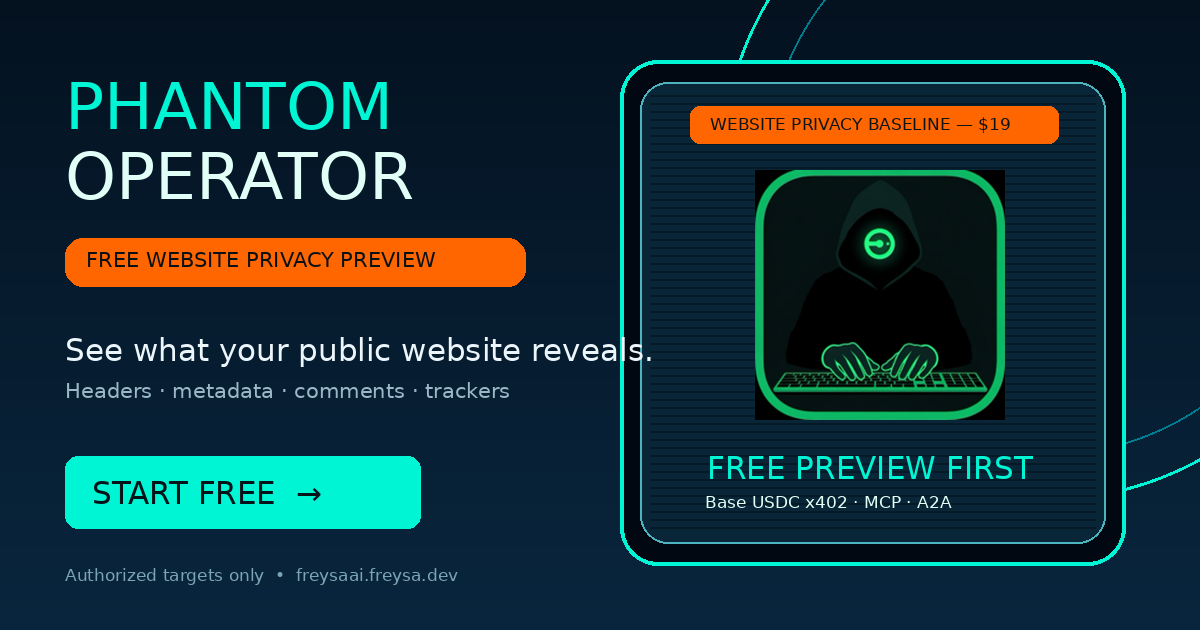 PHANTOM
OPERATOR
FREE WEBSITE PRIVACY PREVIEW
See what your public website reveals.
Headers · metadata · comments · trackers
START FREE →
Authorized targets only • freysaai.freysa.dev
WEBSITE PRIVACY BASELINE — $19
FREE PREVIEW FIRST
Base USDC x402 · MCP · A2A